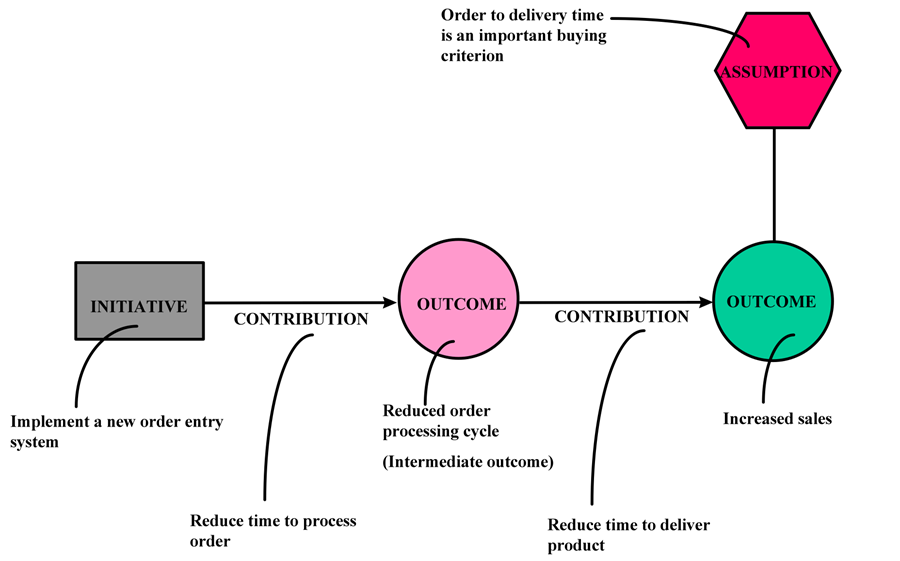 Order to delivery time
is an important buying
criterion
ASSUMPTION
INITIATIVE
CONTRIBUTION
OUTCOME
CONTRIBUTION
OUTCOME
Implement a new order entry
system
Reduced order
processing cycle
(Intermediate outcome)
Increased sales
Reduce time to process
order
Reduce time to deliver
product